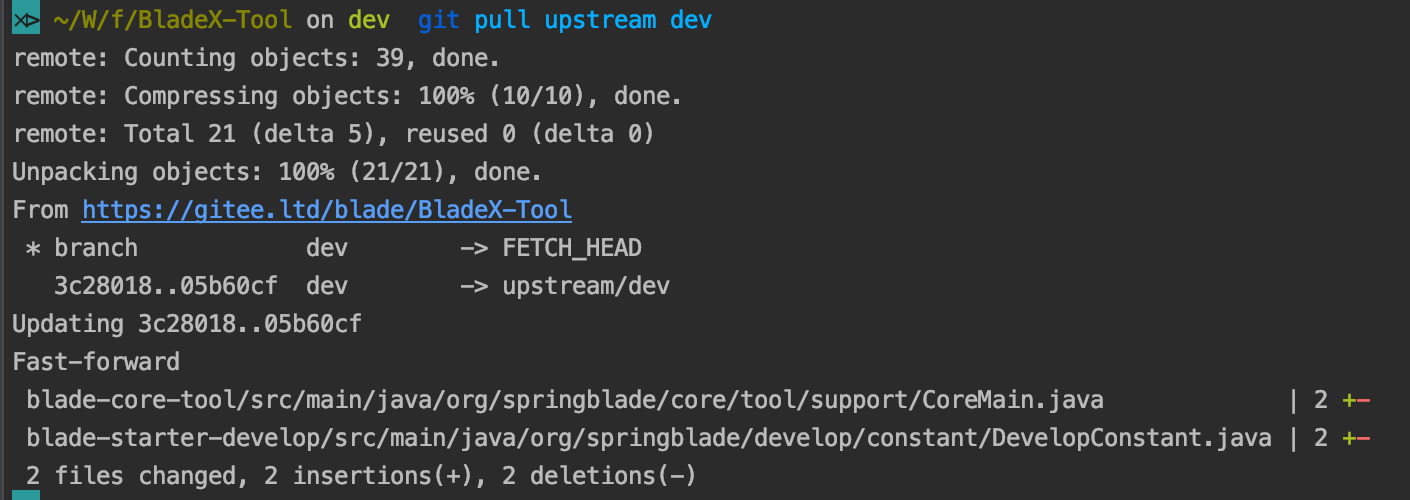 ~/W/f/BladeX-Tool on dev git pull upstream dev
remote: Counting objects: 39, done.
remote: Compressing objects: 100% (10/10), done.
remote: Total 21 (delta 5), reused 0 (delta 0)
Unpacking objects: 100% (21/21), done.
From https://gitee.ltd/blade/BladeX-Tool
 * branch            dev        -> FETCH_HEAD
   3c28018..05b60cf  dev        -> upstream/dev
Updating 3c28018..05b60cf
Fast-forward
 blade-core-tool/src/main/java/org/springblade/core/tool/support/CoreMain.java             | 2 +-
 blade-starter-develop/src/main/java/org/springblade/develop/constant/DevelopConstant.java | 2 +-
 2 files changed, 2 insertions(+), 2 deletions(-)